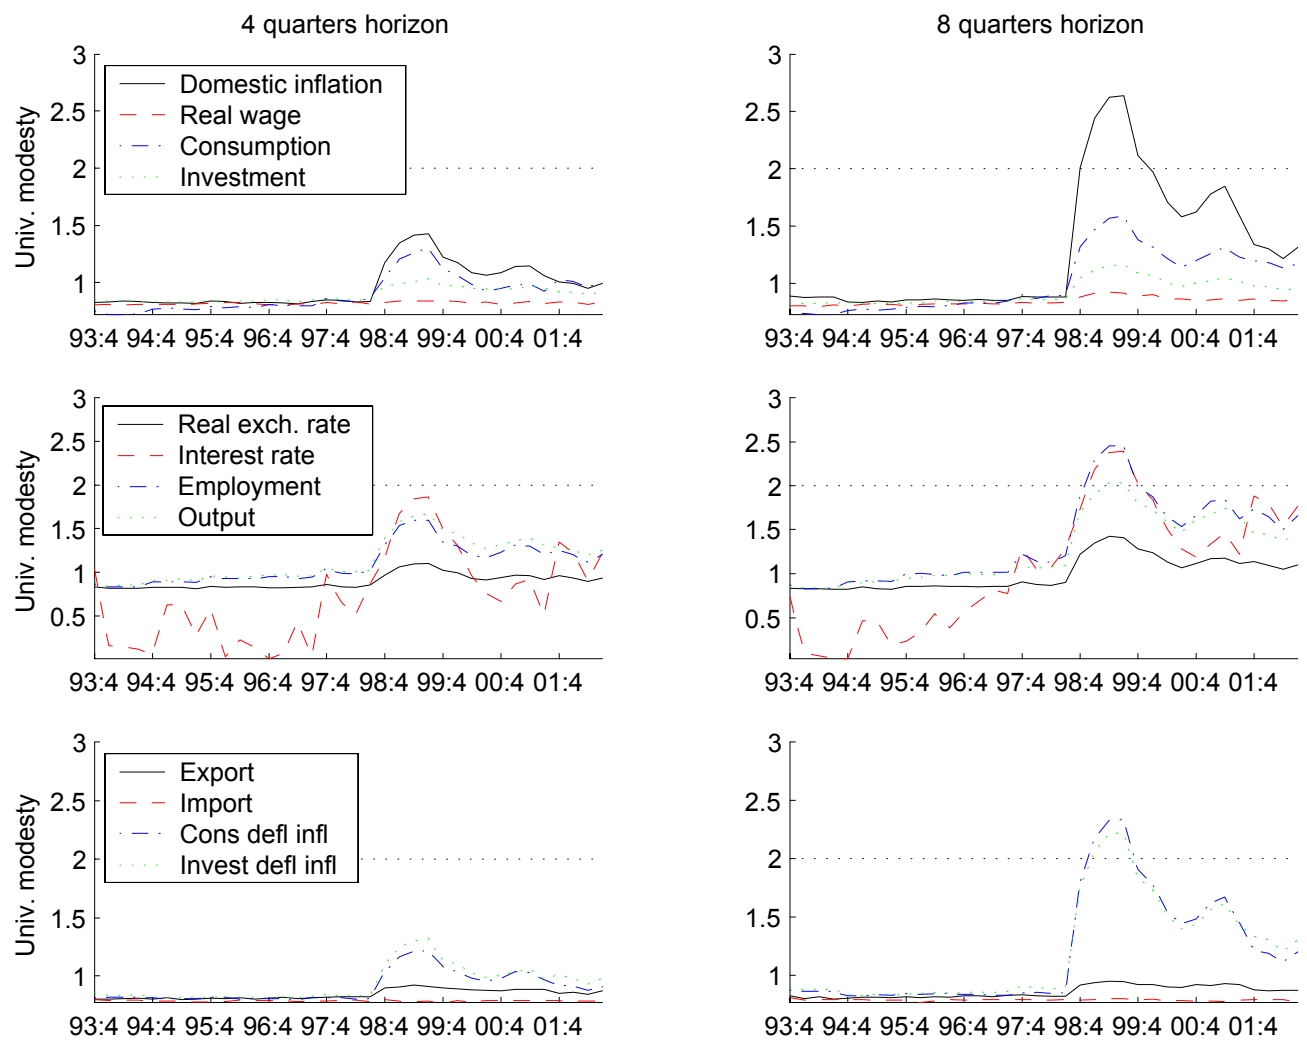 4 quarters horizon
8 quarters horizon
Univ. modesty
3
2.5
2
1.5
1
Domestic inflation
Real wage
Consumption
Investment
93:4 94:4 95:4 96:4 97:4 98:4 99:4 00:4 01:4
3
2.5
2
1.5
1
93:4 94:4 95:4 96:4 97:4 98:4 99:4 00:4 01:4
Univ. modesty
3
2.5
2
1.5
1
0.5
Real exch. rate
Interest rate
Employment
Output
93:4 94:4 95:4 96:4 97:4 98:4 99:4 00:4 01:4
3
2.5
2
1.5
1
0.5
93:4 94:4 95:4 96:4 97:4 98:4 99:4 00:4 01:4
Univ. modesty
3
2.5
2
1.5
1
Export
Import
Cons defl infl
Invest defl infl
93:4 94:4 95:4 96:4 97:4 98:4 99:4 00:4 01:4
3
2.5
2
1.5
1
93:4 94:4 95:4 96:4 97:4 98:4 99:4 00:4 01:4